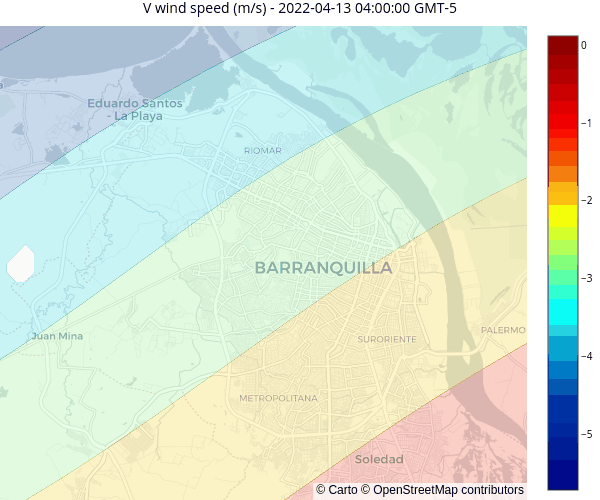 V wind speed (m/s) - 2022-04-13 04:00:00 GMT-5
0
Eduardo Santos
- La Playa
−1
RIOMAR
−2
BARRANQUILLA
−3
Juan Mina
PALERMO
SURORIENTE
−4
METROPOLITANA
−5
Soledad
© Carto © OpenStreetMap contributors